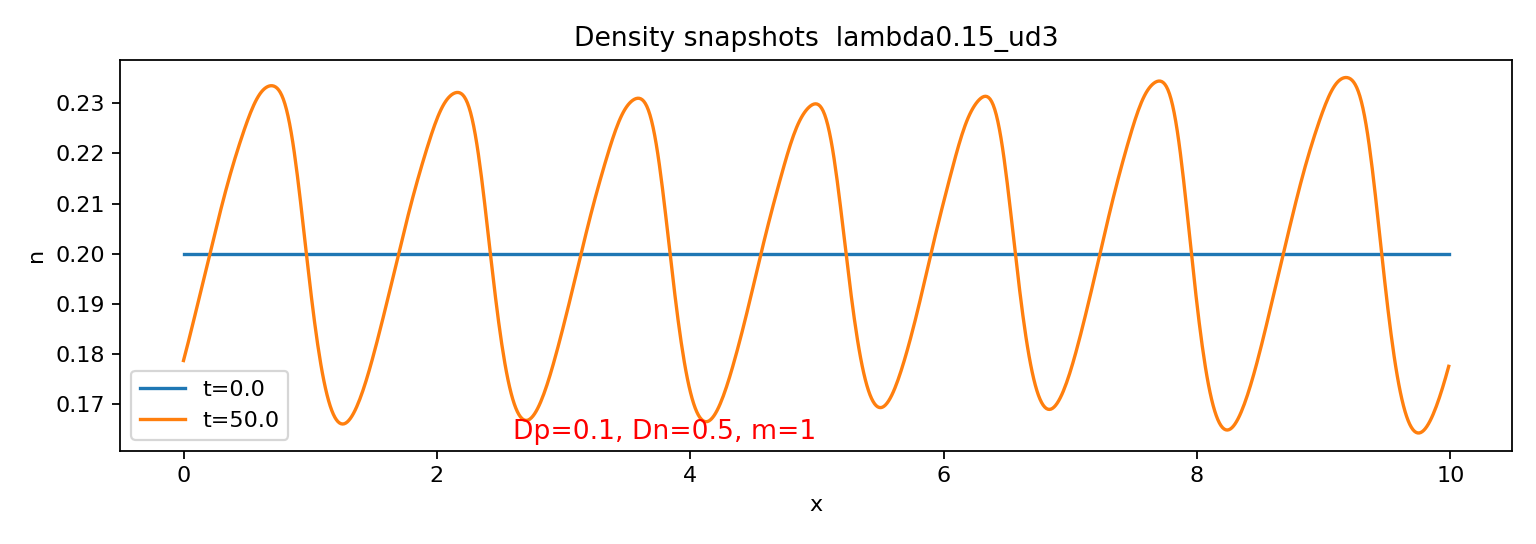 Density snapshots  lambda0.15_ud3
n
0.23
0.22
0.21
0.20
0.19
0.18
0.17
t=0.0
t=50.0
Dp=0.1, Dn=0.5, m=1
0 2 4 6 8 10
x